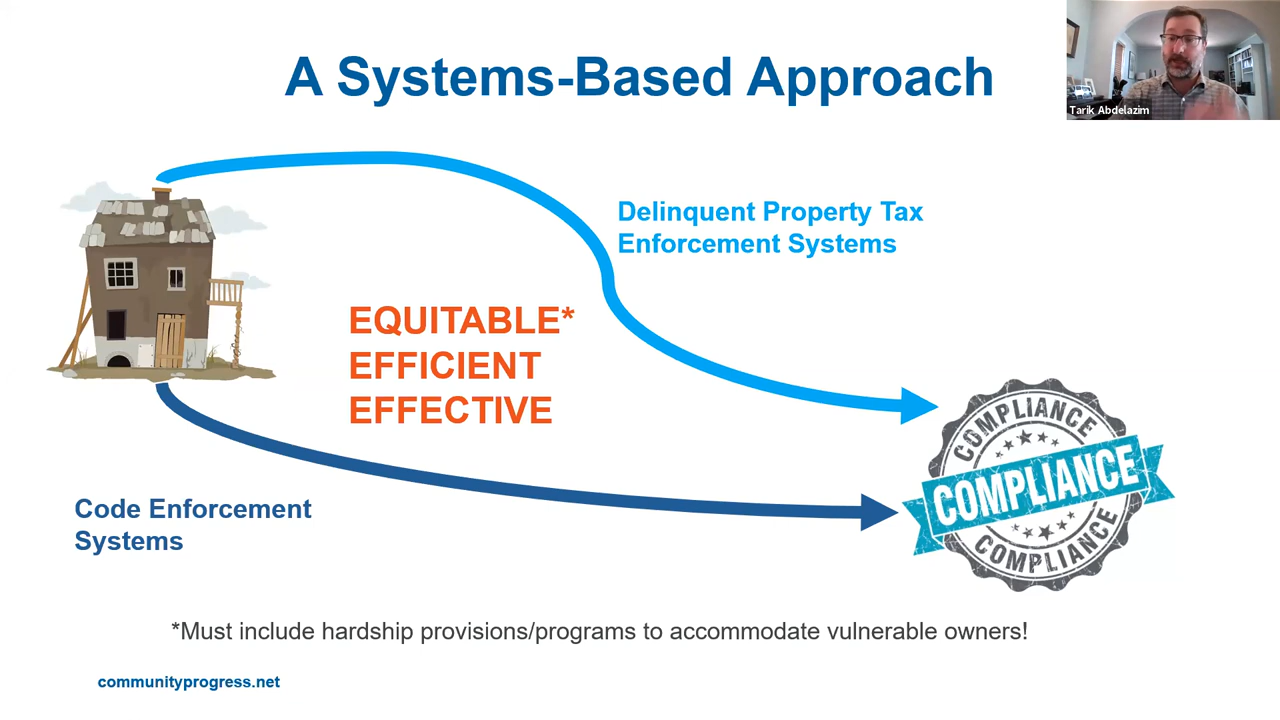 A Systems-Based Approach
Tarik Abdelazim
Delinquent Property Tax
Enforcement Systems
EQUITABLE*
EFFICIENT
EFFECTIVE
COMPLIANCE
COMPLIANCE
COMPLIANCE
Code Enforcement
Systems
*Must include hardship provisions/programs to accommodate vulnerable owners!
communityprogress.net